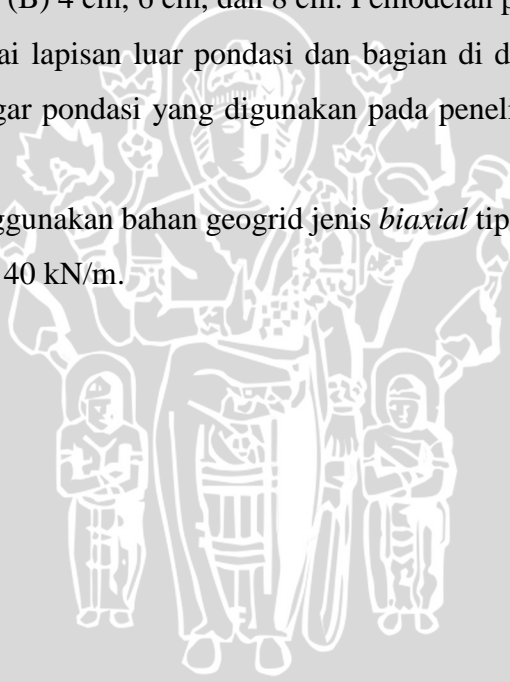 (B) 4 cm, 6 cm, dan 8 cm. Pemodelan p
ai lapisan luar pondasi dan bagian di d
gar pondasi yang digunakan pada penel
ggunakan bahan geogrid jenis biaxial tip
40 kN/m.